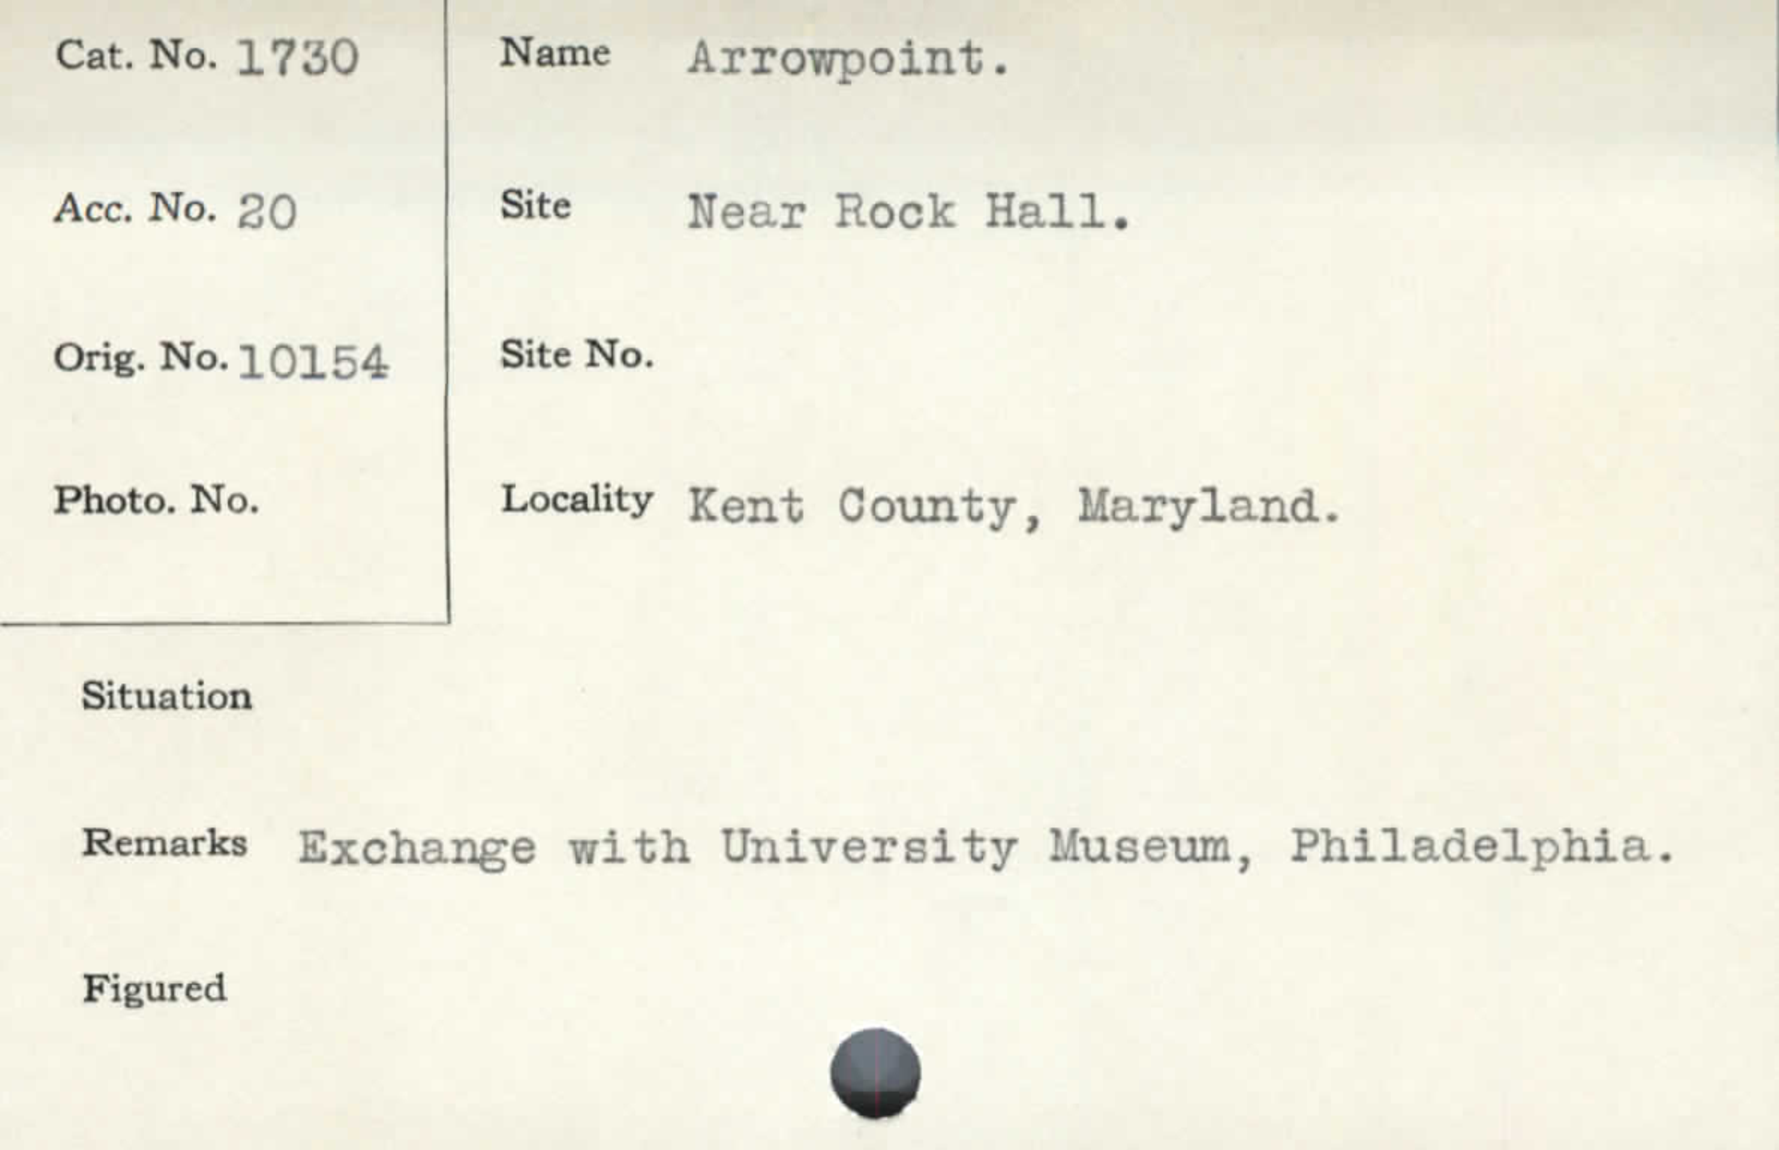 Cat. No. 1730
Name Arrowpoint.
Acc. No. 20
Site Near Rock Hall.
Orig. No. 10154
Site No.
Photo. No.
Locality Kent County, Maryland.
Situation
Remarks Exchange with University Museum, Philadelphia.
Figured